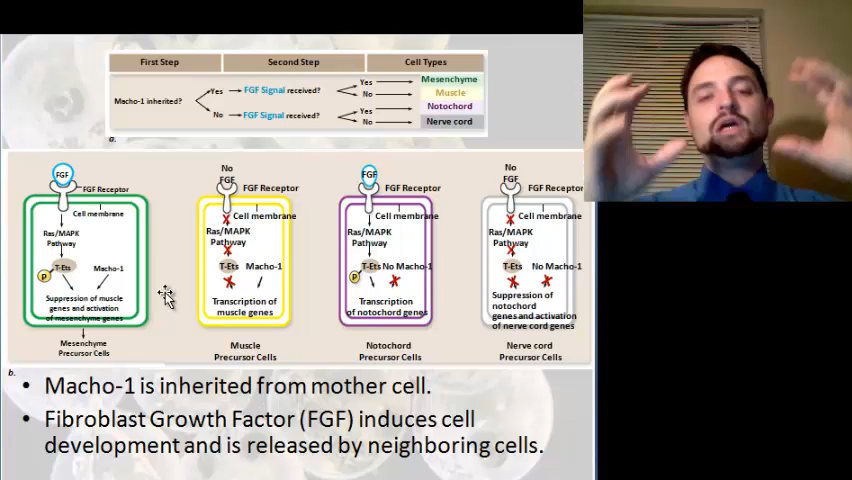 First Step Second Step Cell Types
Macho-1 inherited?
Yes FGF Signal received? Yes Mesenchyme
No Muscle
No FGF Signal received? Yes Notochord
No Nerve cord
a.
FGF
FGF Receptor
Cell membrane
Ras/MAPK
Pathway
P T-Ets Macho-1
Suppression of muscle
genes and activation
of mesenchyme genes
Mesenchyme
Precursor Cells
No
FGF
FGF Receptor
Cell membrane
Ras/MAPK
Pathway
T-Ets Macho-1
Transcription of
muscle genes
Muscle
Precursor Cells
FGF
FGF Receptor
Cell membrane
Ras/MAPK
Pathway
P T-Ets No Macho-1
Transcription
of notochord genes
Notochord
Precursor Cells
No
FGF
FGF Receptor
Cell membrane
Ras/MAPK
Pathway
T-Ets No Macho-1
Suppression of
notochord
genes and activation
of nerve cord genes
Nerve cord
Precursor Cells
b.
• Macho-1 is inherited from mother cell.
• Fibroblast Growth Factor (FGF) induces cell
development and is released by neighboring cells.